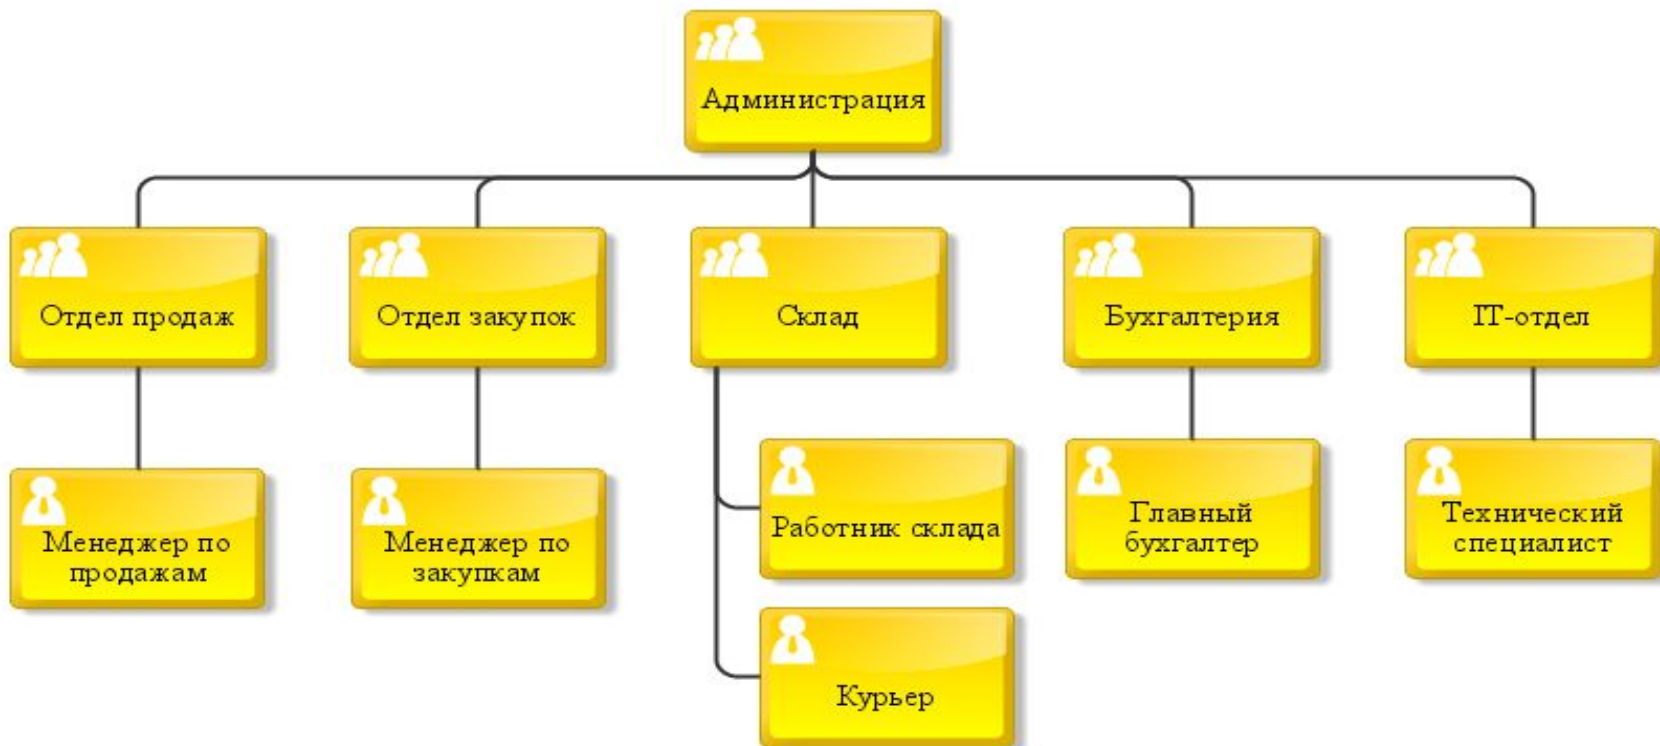 Администрация
Отдел продаж
Отдел закупок
Склад
Бухгалтерия
IT-отдел
Менеджер по
продажам
Менеджер по
закупкам
Работник склада
Главный
бухгалтер
Технический
специалист
Курьер